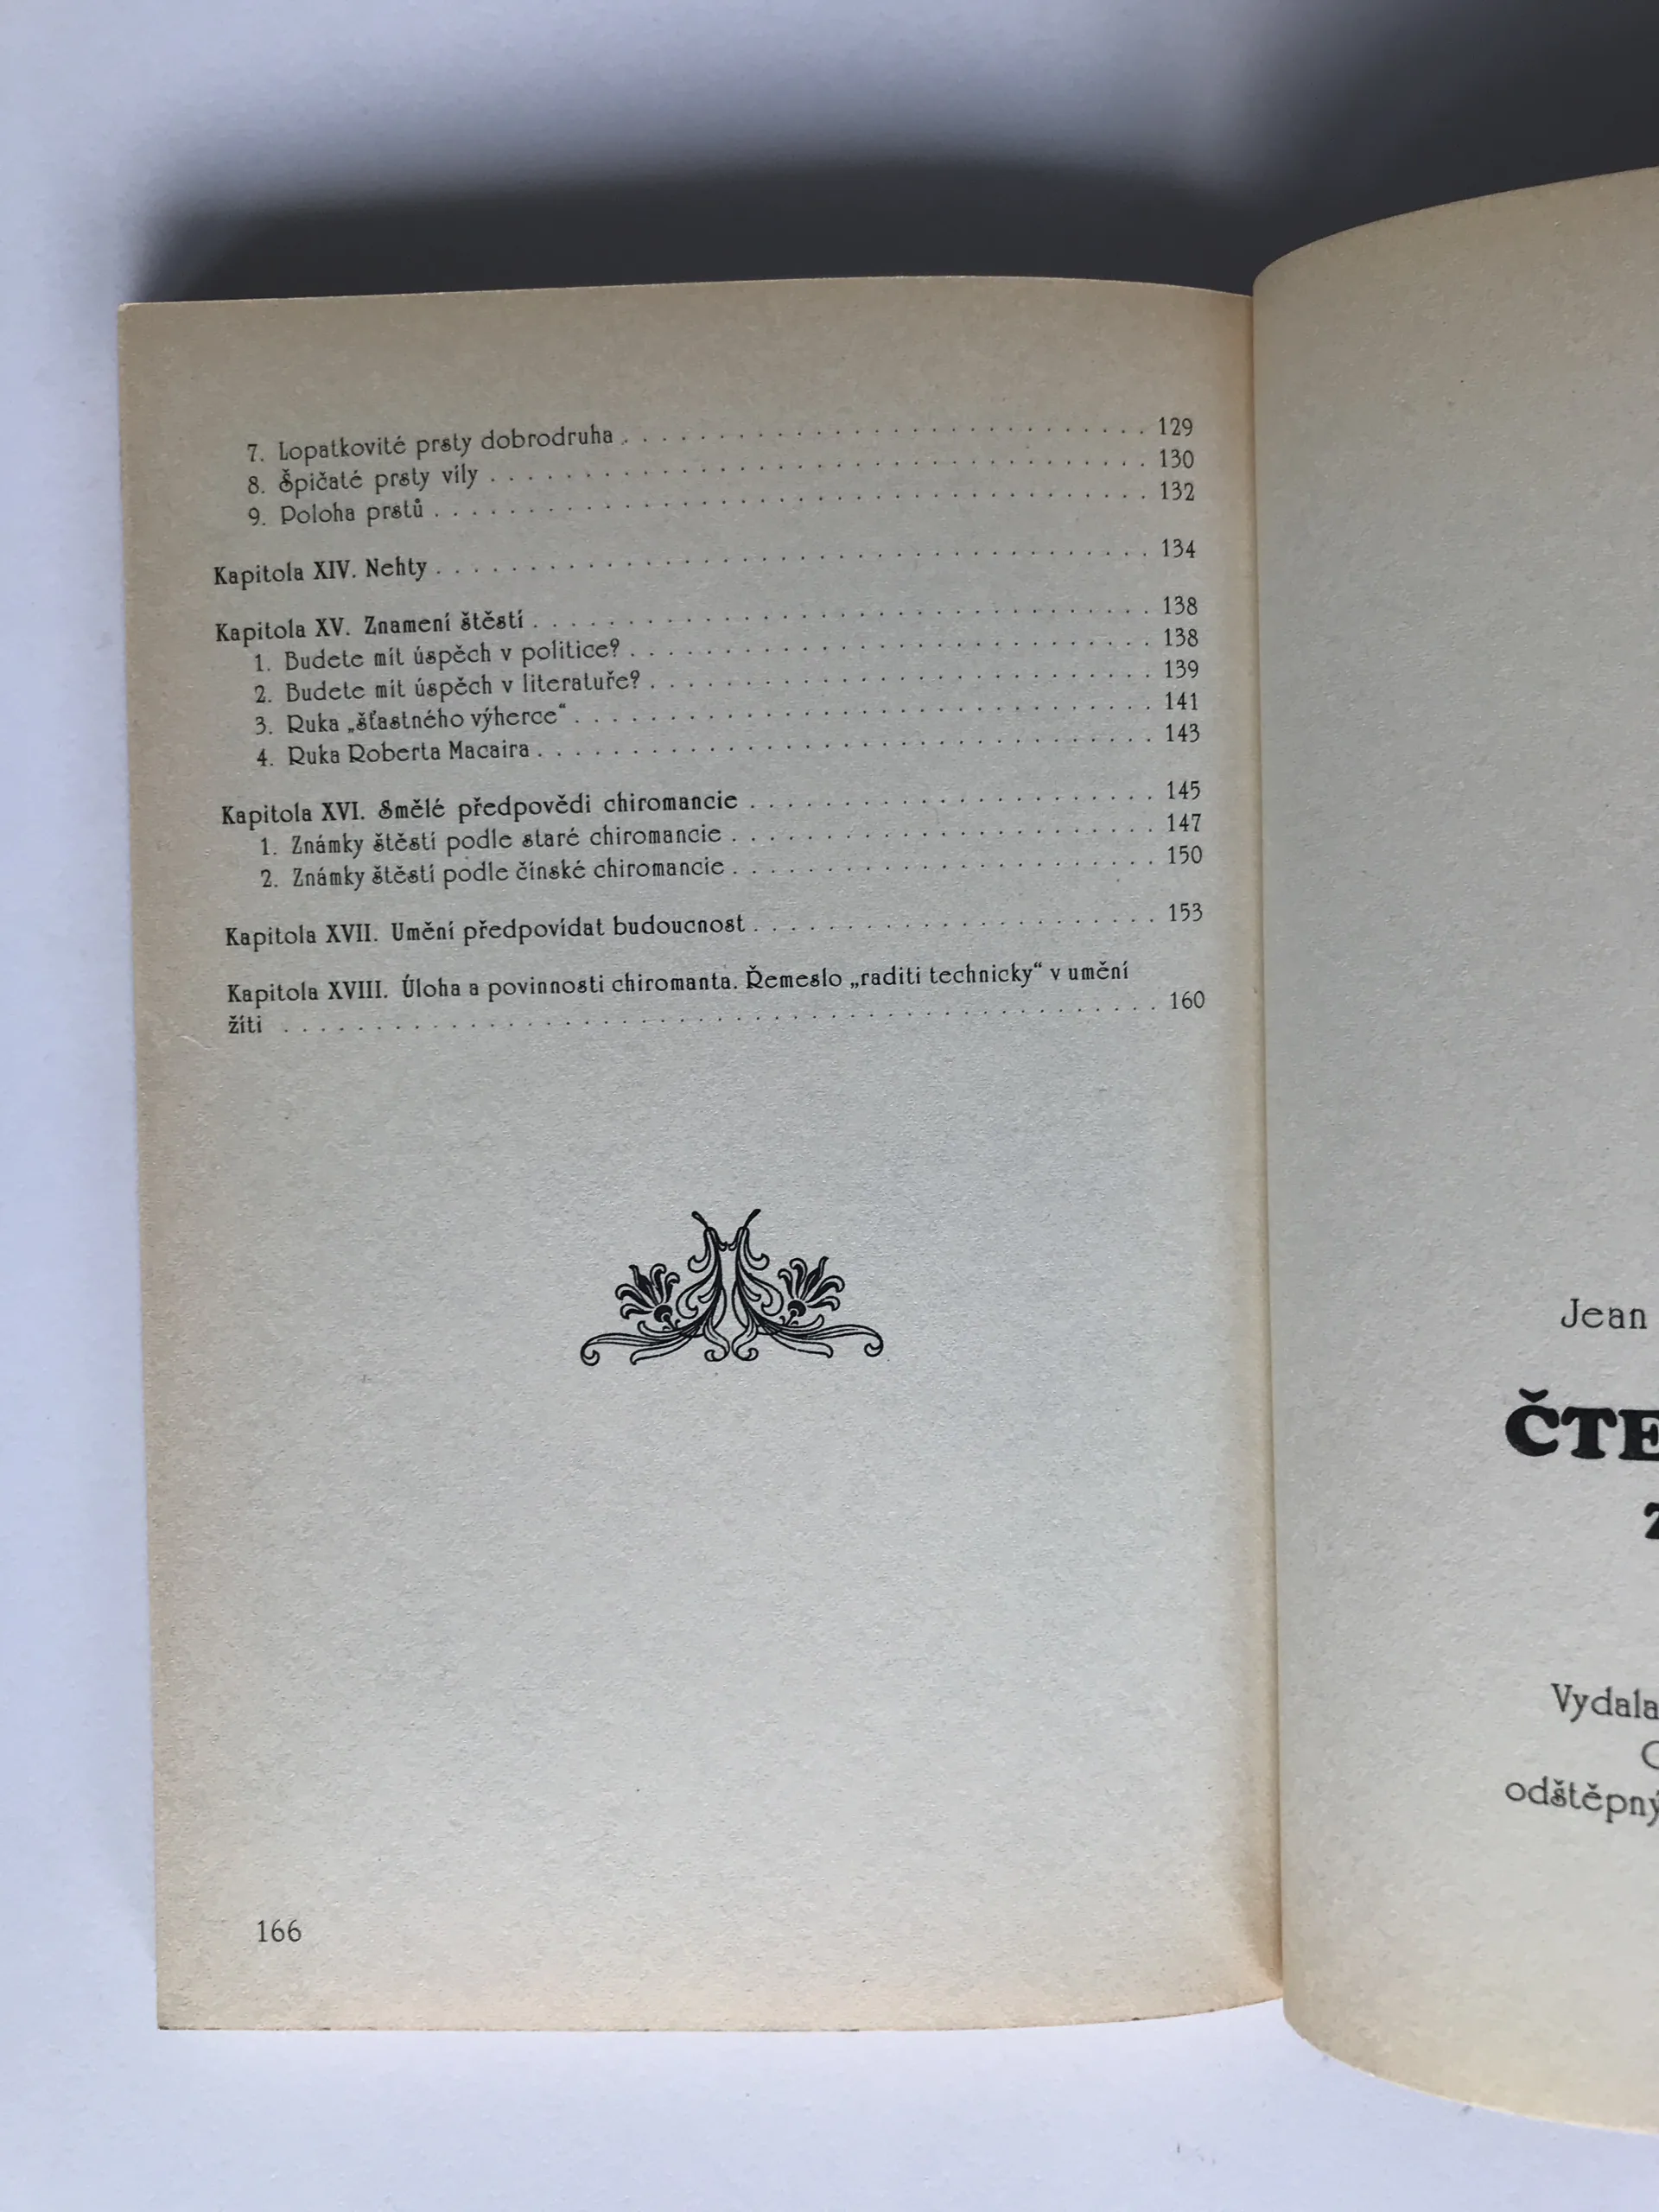 7. Lopatkovité prsty dobrodruha . . . . . . . . . . . . . . . . . . . . . . . . . . . . 129
8. Špičaté prsty víly . . . . . . . . . . . . . . . . . . . . . . . . . . . . . . . . . . . 130
9. Poloha prstů . . . . . . . . . . . . . . . . . . . . . . . . . . . . . . . . . . . . . . 132
Kapitola XIV. Nehty . . . . . . . . . . . . . . . . . . . . . . . . . . . . . . . . . . . . . . 134
Kapitola XV. Znamení štěstí . . . . . . . . . . . . . . . . . . . . . . . . . . . . . . . . . 138
1. Budete mít úspěch v politice? . . . . . . . . . . . . . . . . . . . . . . . . . . . . 138
2. Budete mít úspěch v literatuře? . . . . . . . . . . . . . . . . . . . . . . . . . . . 139
3. Ruka „šťastného výherce“ . . . . . . . . . . . . . . . . . . . . . . . . . . . . . . . 141
4. Ruka Roberta Macaira . . . . . . . . . . . . . . . . . . . . . . . . . . . . . . . . . 143
Kapitola XVI. Smělé předpovědi chiromancie . . . . . . . . . . . . . . . . . . . . . . 145
1. Známky štěstí podle staré chiromancie . . . . . . . . . . . . . . . . . . . . . . . 147
2. Známky štěstí podle čínské chiromancie . . . . . . . . . . . . . . . . . . . . . . . 150
Kapitola XVII. Umění předpovídat budoucnost . . . . . . . . . . . . . . . . . . . . . . 153
Kapitola XVIII. Úloha a povinnosti chiromanta. Řemeslo „raditi technicky“ v umění
žíti . . . . . . . . . . . . . . . . . . . . . . . . . . . . . . . . . . . . . . . . . . . . . . . 160
166
Jean
Vydala